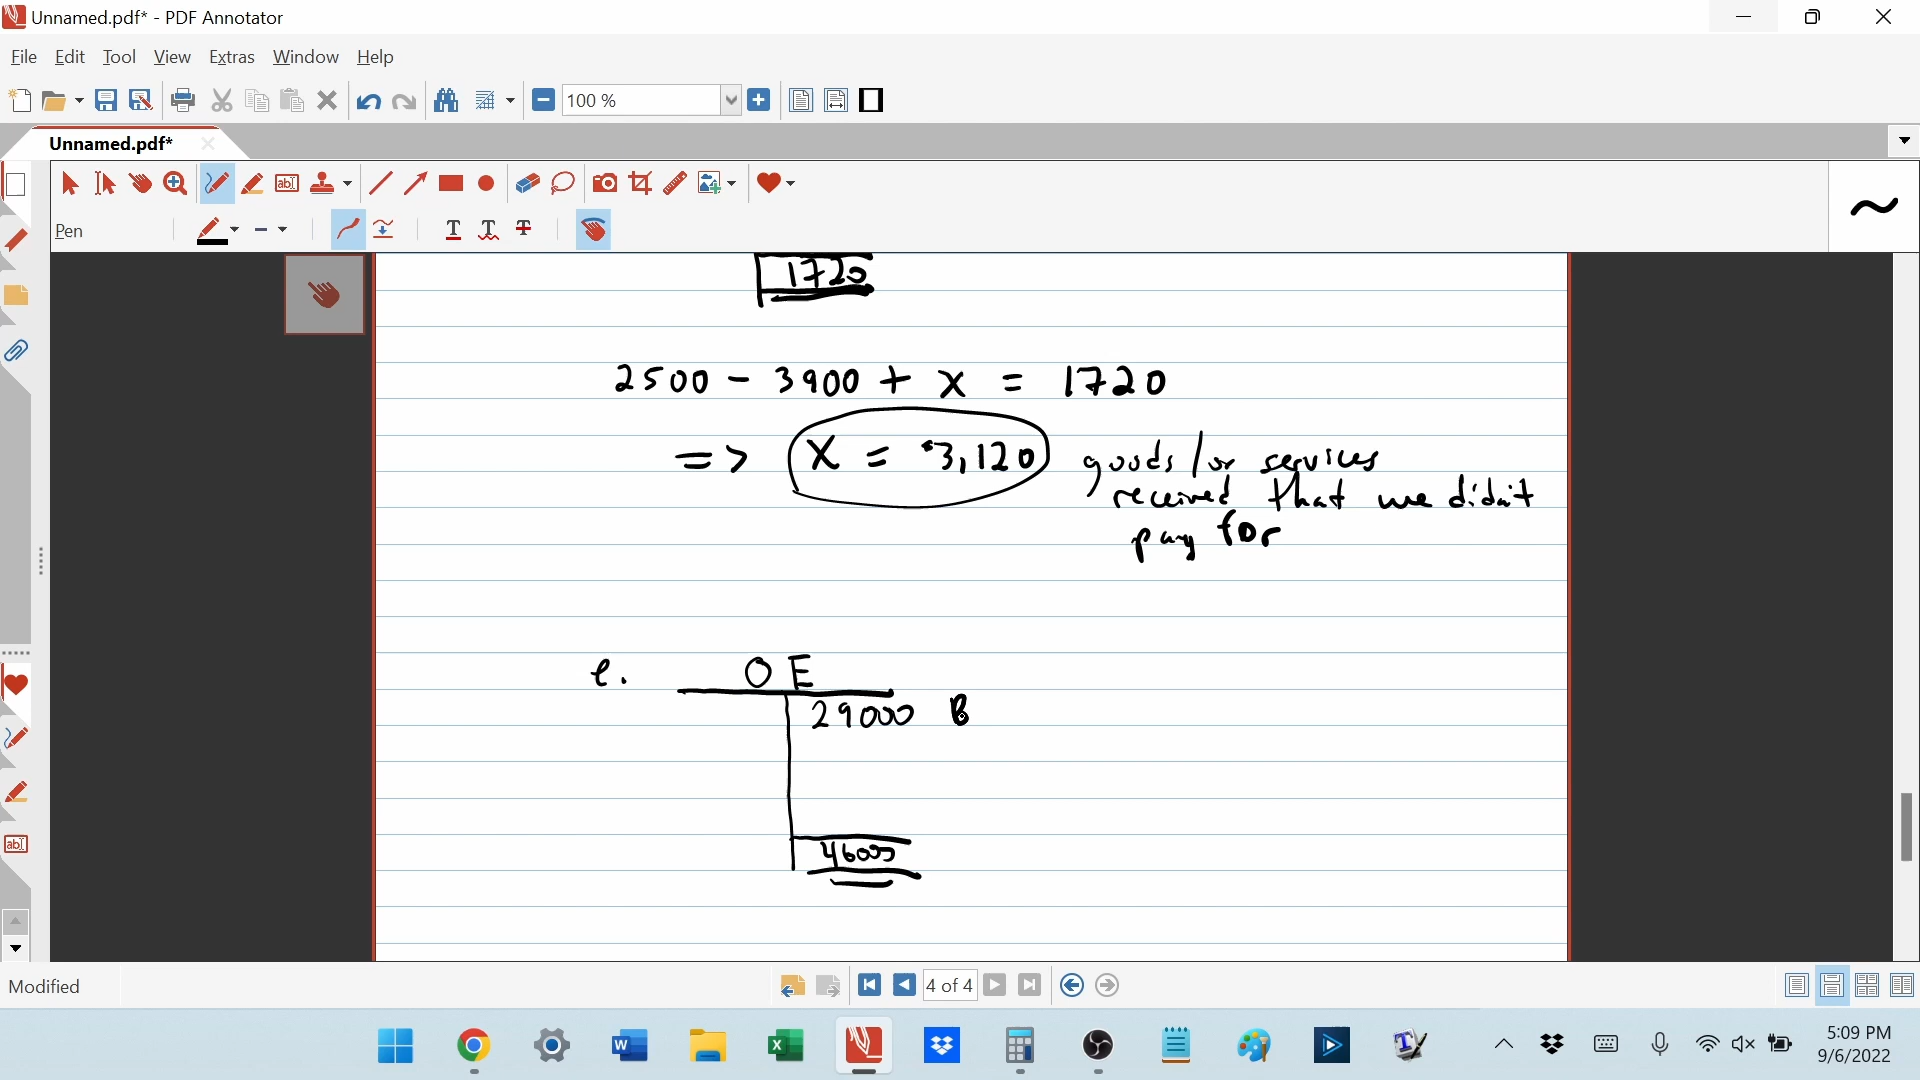 Unnamed.pdf* - PDF Annotator
File Edit Tool View Extras Window Help
100 %
Unnamed.pdf*
Pen
1720
2500 - 3900 + x = 1720
=> X = 3,120 goods/or services
received that we didn't
pay for
e. OE
29000 B
46000
Modified
4 of 4
5:09 PM
9/6/2022